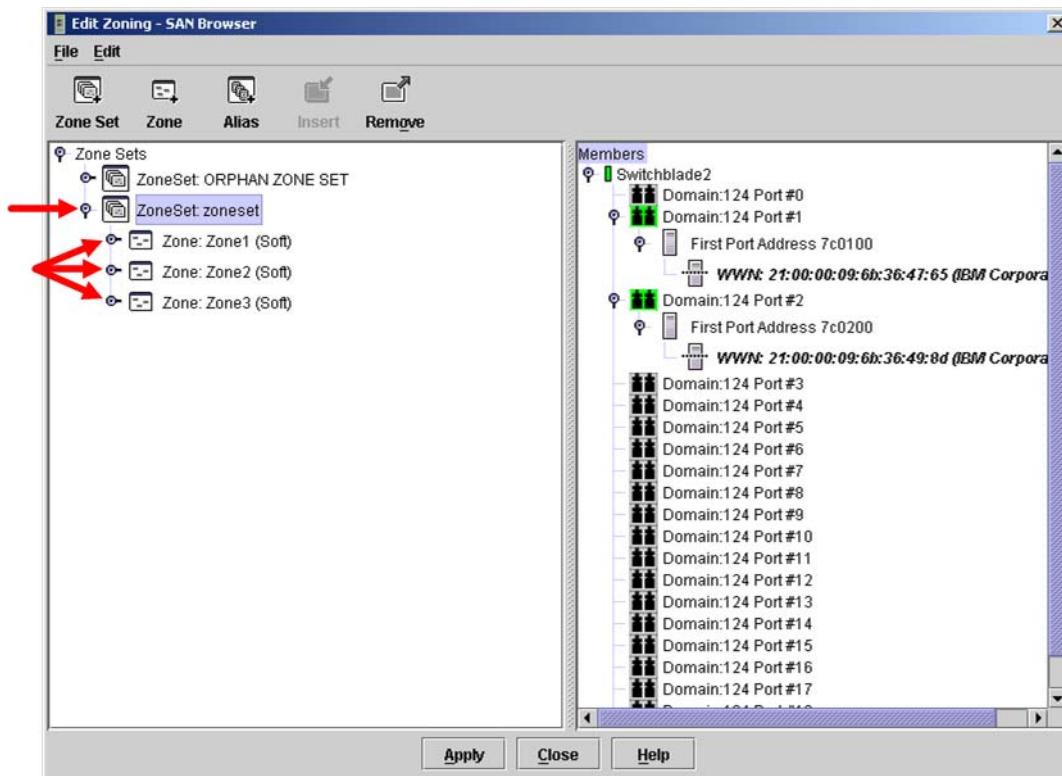 Edit Zoning - SAN Browser
File Edit
Zone Set Zone Alias Insert Remove
Zone Sets
ZoneSet: ORPHAN ZONE SET
ZoneSet: zoneset
Zone: Zone1 (Soft)
Zone: Zone2 (Soft)
Zone: Zone3 (Soft)
Members
Switchblade2
Domain:124 Port #0
Domain:124 Port #1
First Port Address 7c0100
WWN: 21:00:00:09:6b:36:47:65 (IBM Corpora
Domain:124 Port #2
First Port Address 7c0200
WWN: 21:00:00:09:6b:36:49:8d (IBM Corpora
Domain:124 Port #3
Domain:124 Port #4
Domain:124 Port #5
Domain:124 Port #6
Domain:124 Port #7
Domain:124 Port #8
Domain:124 Port #9
Domain:124 Port #10
Domain:124 Port #11
Domain:124 Port #12
Domain:124 Port #13
Domain:124 Port #14
Domain:124 Port #15
Domain:124 Port #16
Domain:124 Port #17
Apply Close Help